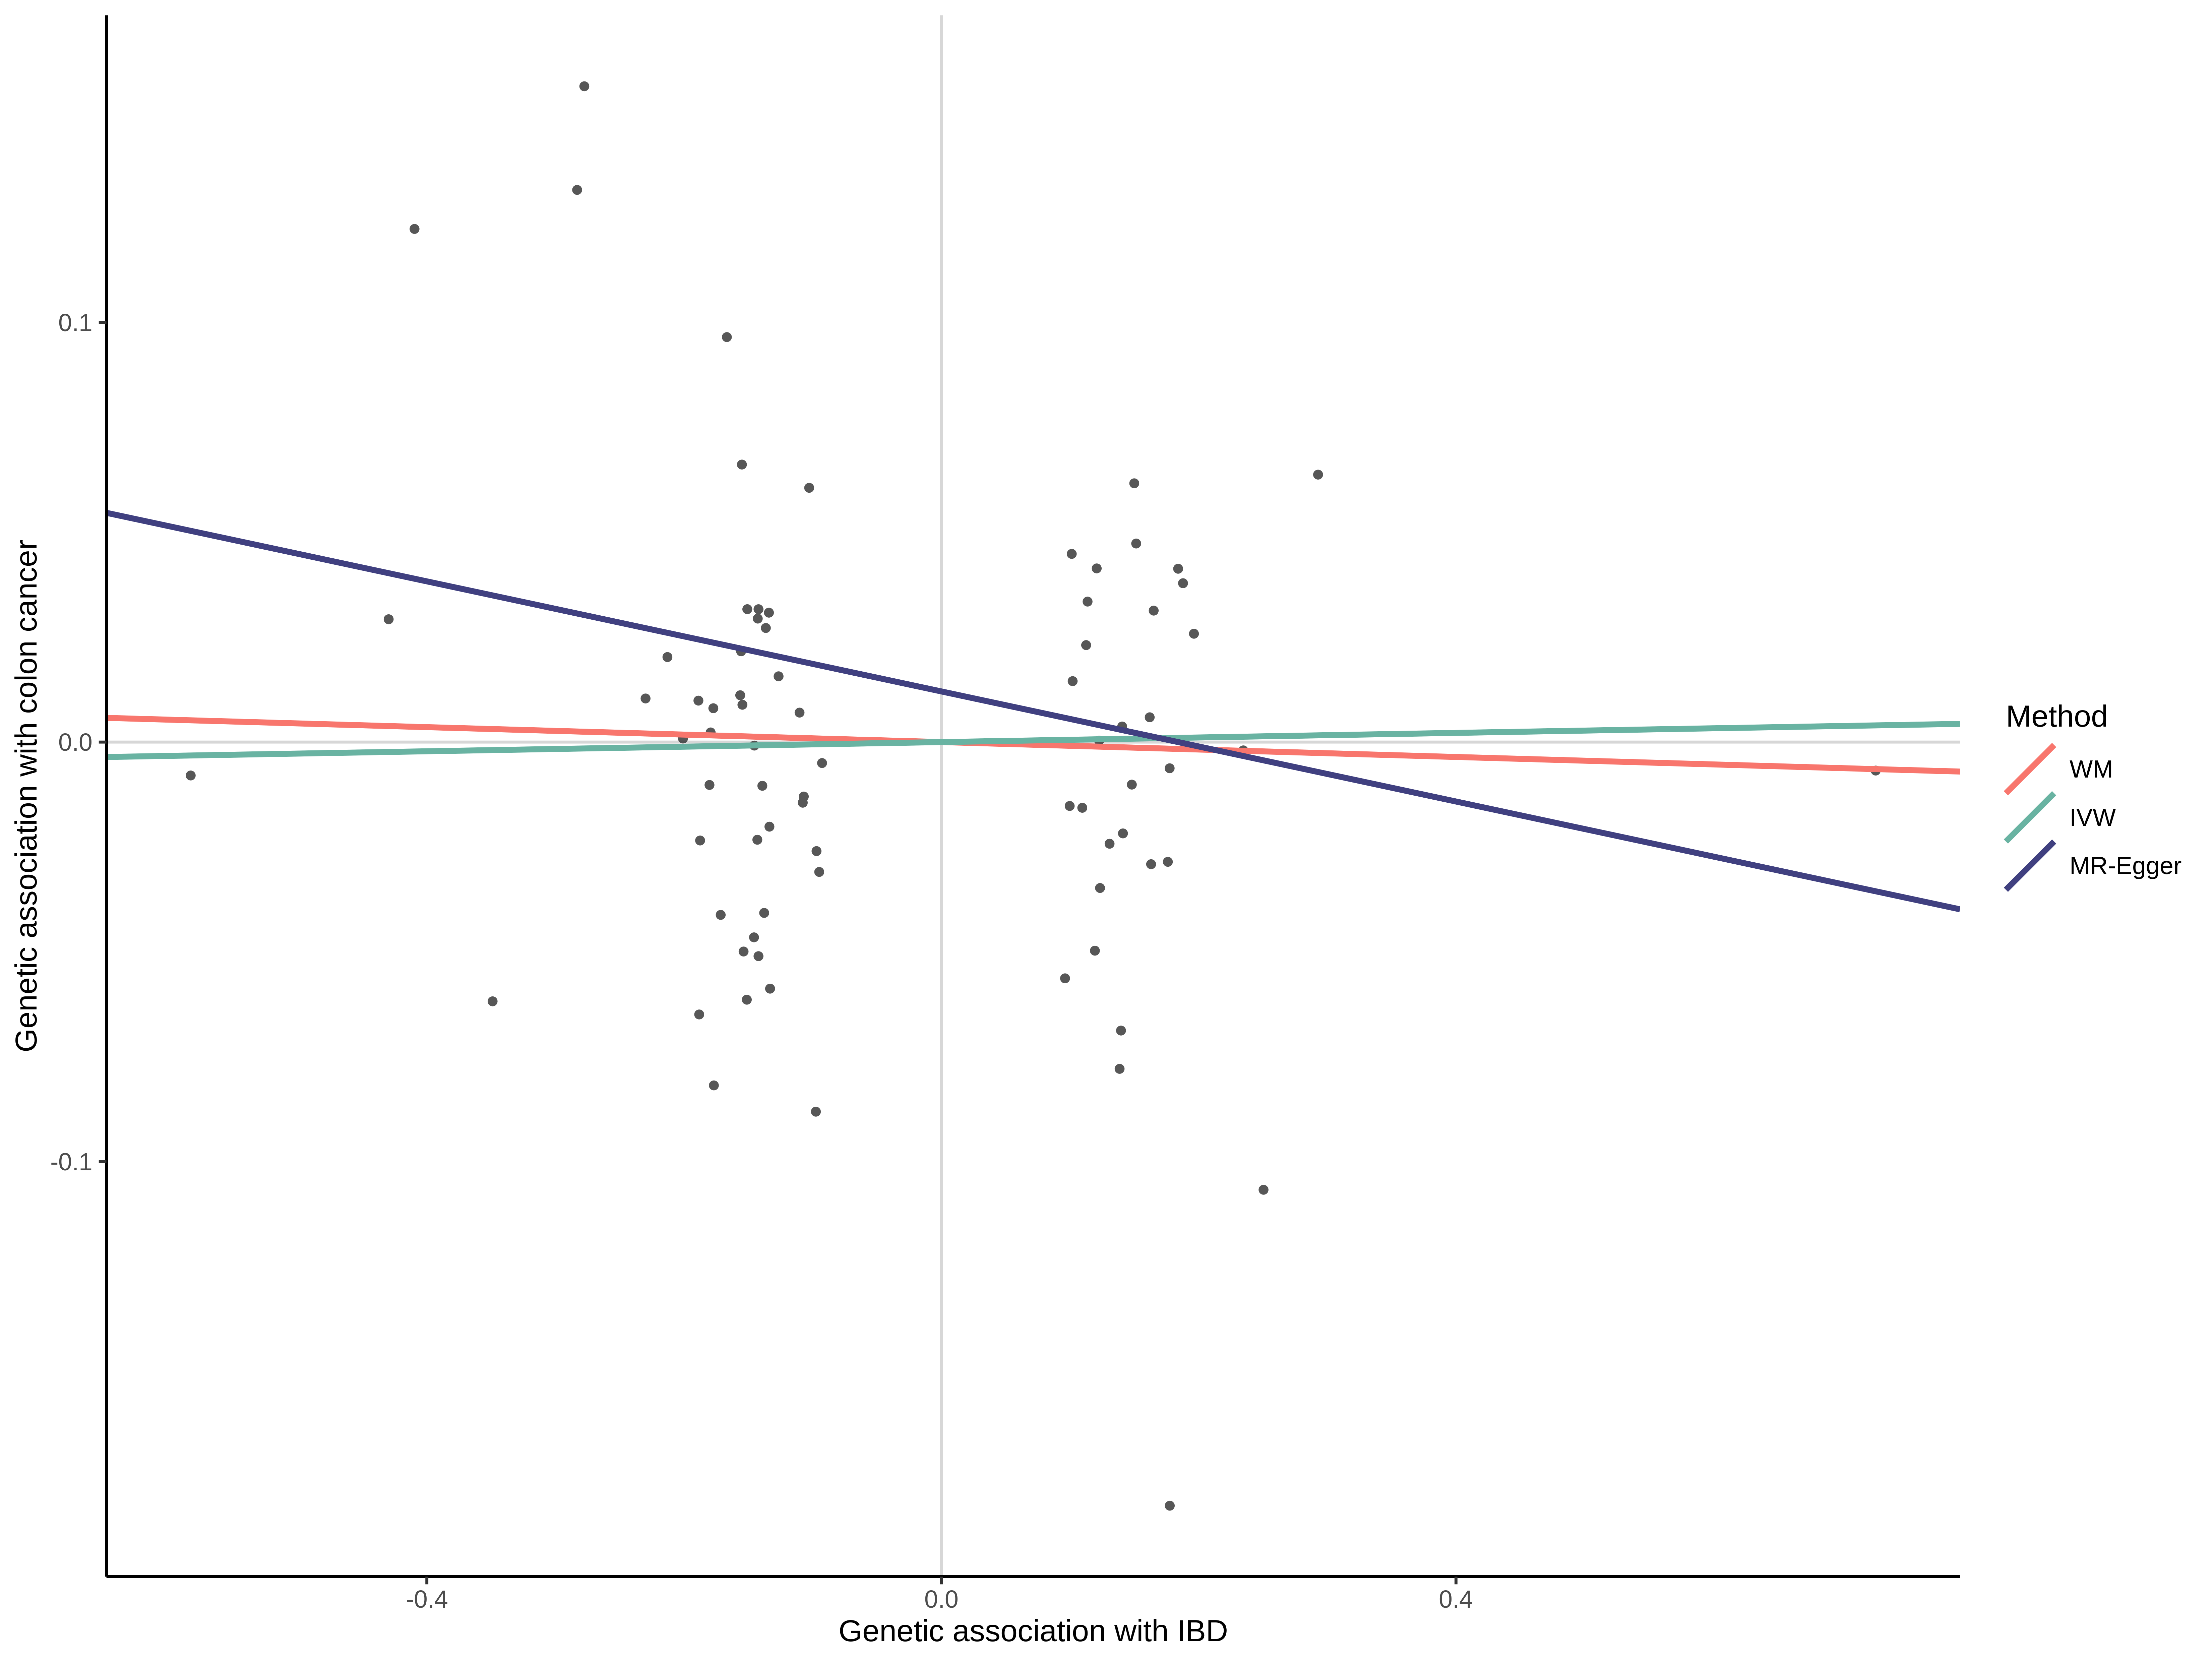 Genetic association with colon cancer
0.1
0.0
-0.1
-0.4
0.0
0.4
Genetic association with IBD
Method
WM
IVW
MR-Egger